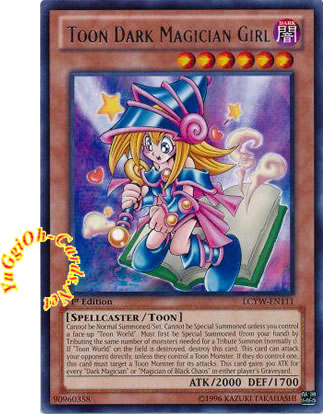 TOON DARK MAGICIAN GIRL
DARK
闇
YuGgiOh-Cards.Net
1st Edition
LCYW-EN111
[SPELLCASTER / TOON]
Cannot be Normal Summoned/Set. Cannot be Special Summoned unless you control
a face-up "Toon World". Must first be Special Summoned (from your hand) by
Tributing the same number of monsters needed for a Tribute Summon (normally 1).
If "Toon World" on the field is destroyed, destroy this card. This card can attack
your opponent directly, unless they control a Toon Monster. If they do control one,
this card must target a Toon Monster for its attacks. This card gains 300 ATK for
every "Dark Magician" or "Magician of Black Chaos" in either player's Graveyard.
ATK/2000 DEF/1700
90960358
©1996 KAZUKI TAKAHASHI